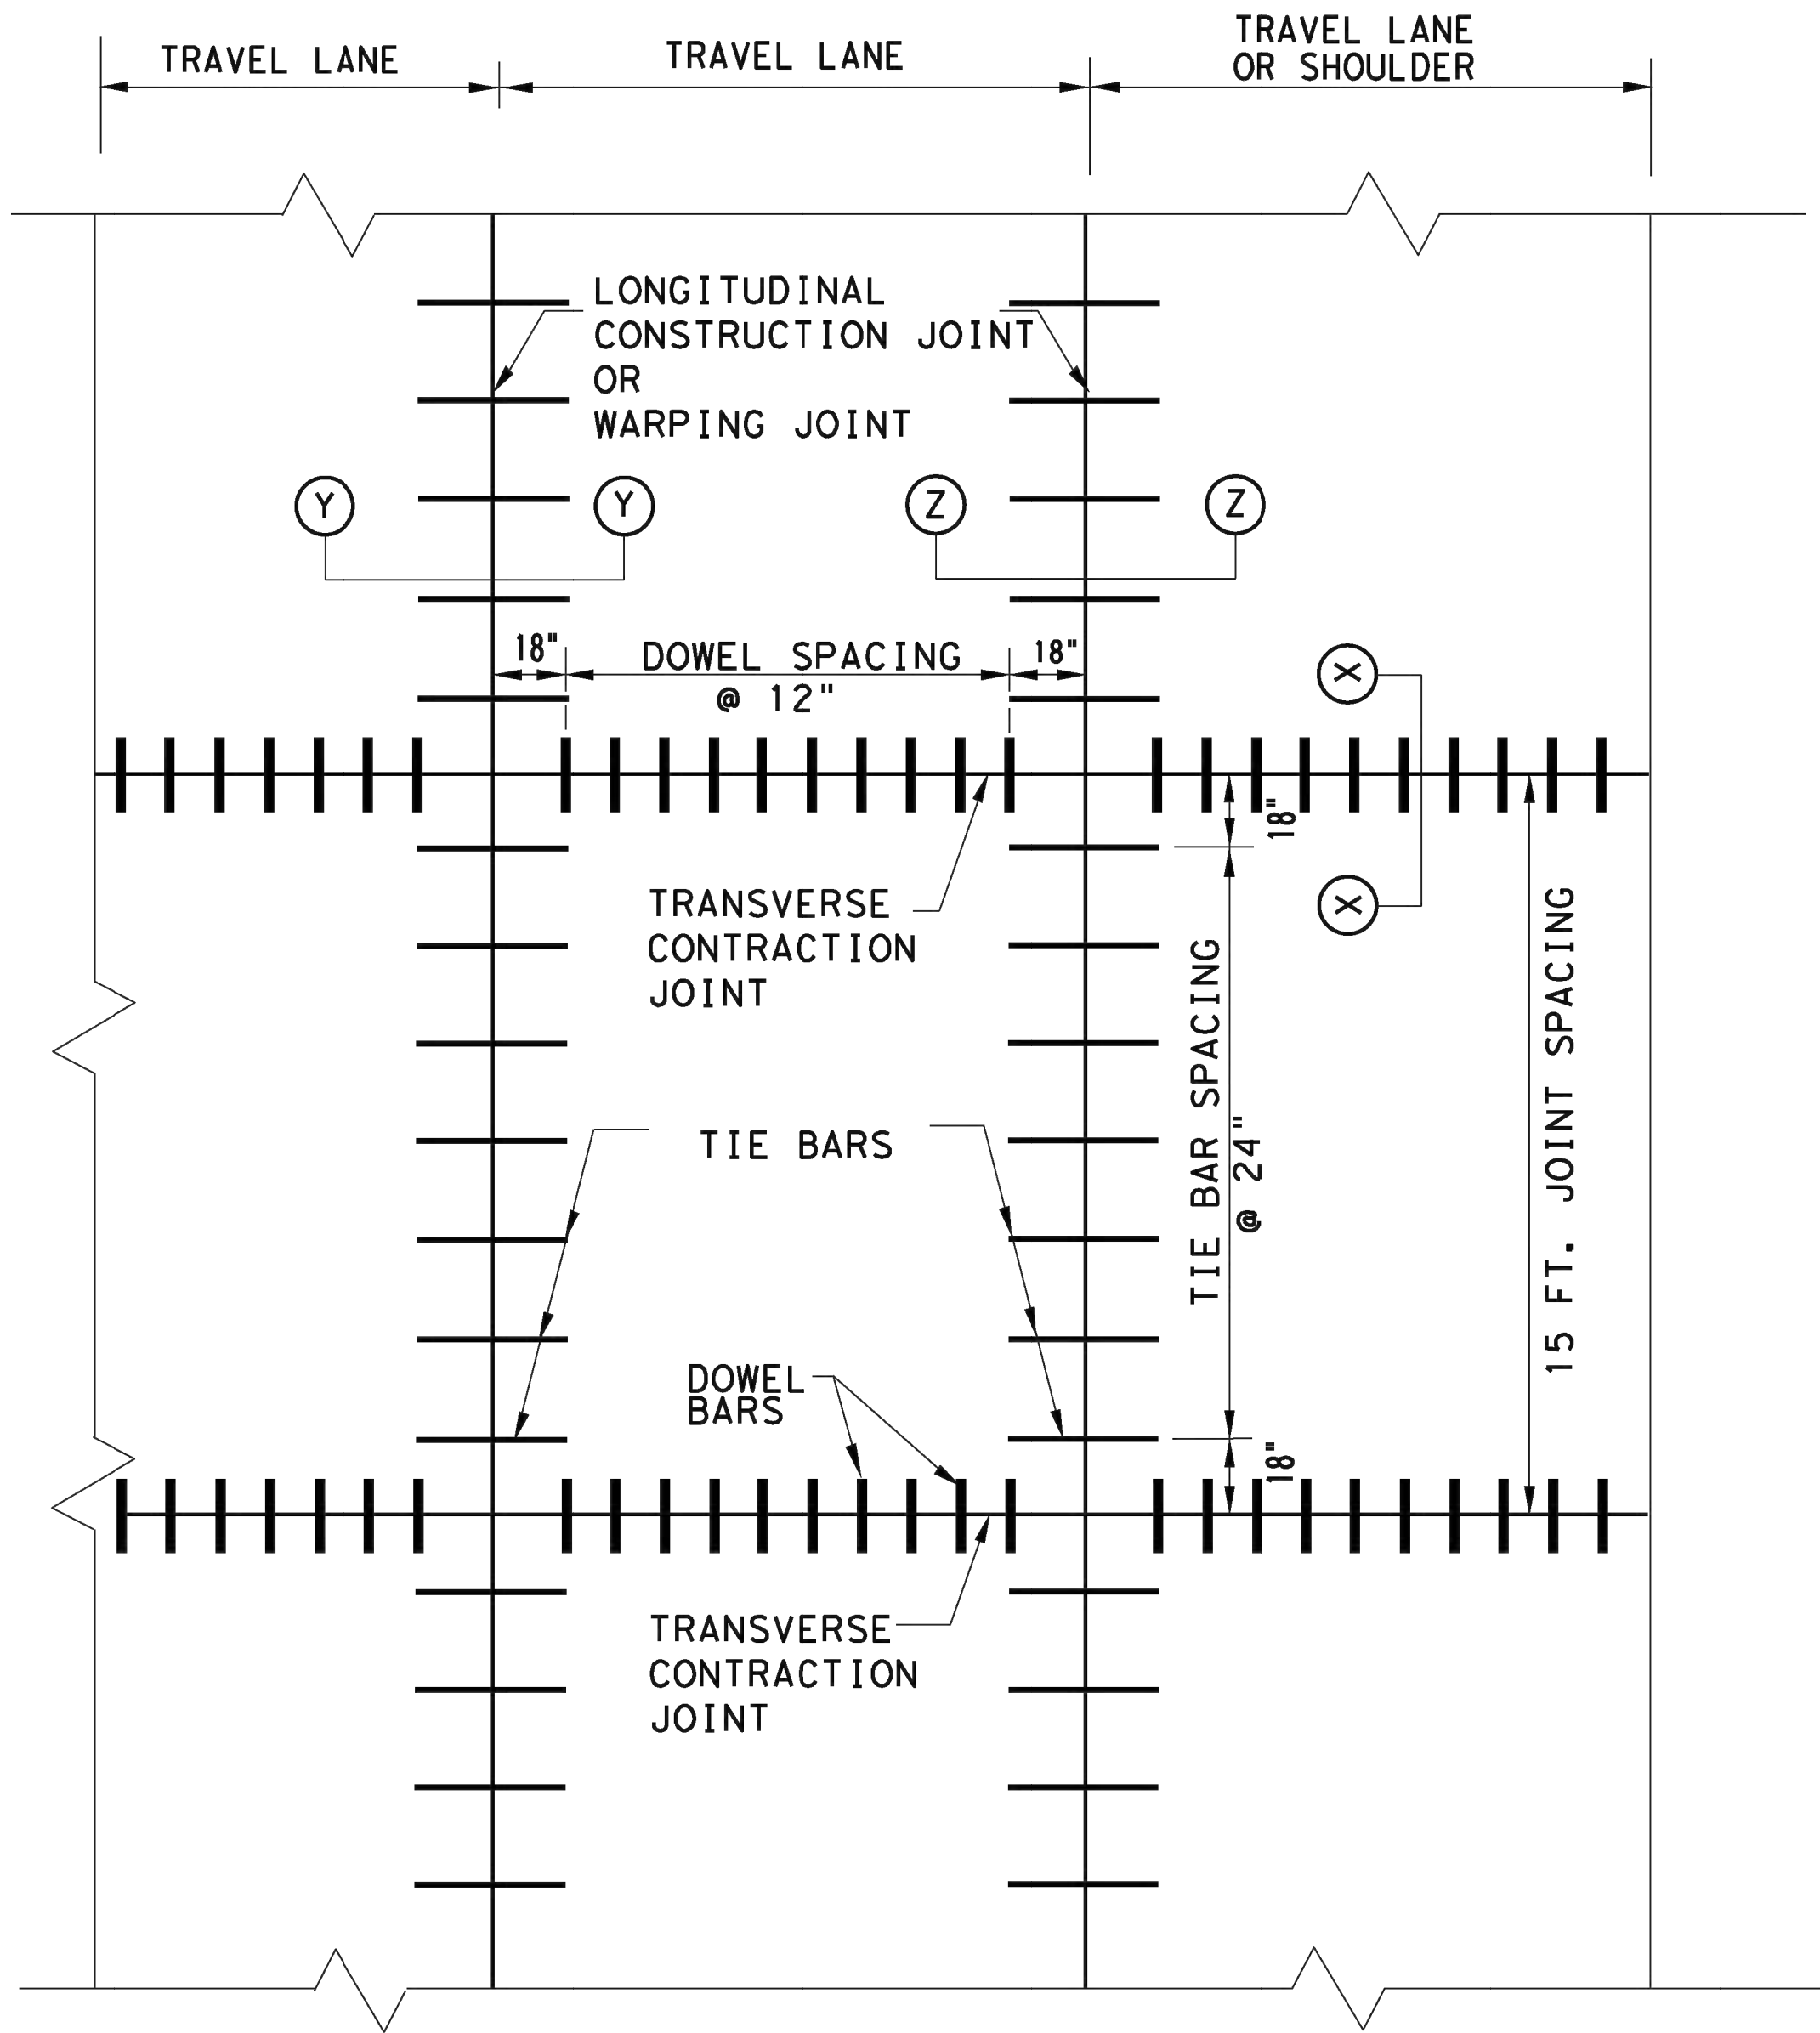 TRAVEL LANE
TRAVEL LANE
TRAVEL LANE
OR SHOULDER
LONGITUDINAL
CONSTRUCTION JOINT
OR
WARPING JOINT
Y
Y
Z
Z
18"
DOWEL SPACING
@ 12"
18"
X
18"
TRANSVERSE
CONTRACTION
JOINT
X
TIE BAR SPACING
@ 24"
15 FT. JOINT SPACING
TIE BARS
DOWEL
BARS
18"
TRANSVERSE
CONTRACTION
JOINT